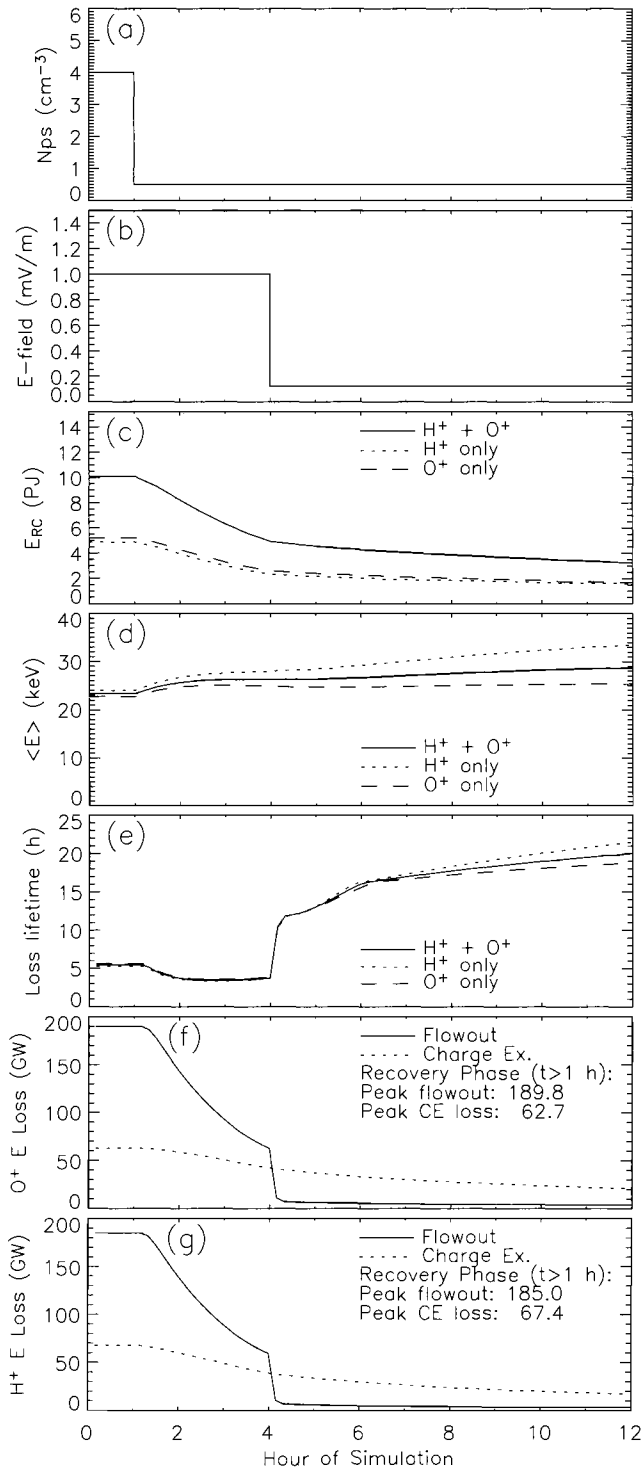 (a)
Nps (cm⁻³)
6
5
4
3
2
1
0
(b)
E-field (mV/m)
1.4
1.2
1.0
0.8
0.6
0.4
0.2
0.0
(c)
E_RC (PJ)
14
12
10
8
6
4
2
0
H⁺ + O⁺
H⁺ only
O⁺ only
(d)
<E> (keV)
40
30
20
10
0
H⁺ + O⁺
H⁺ only
O⁺ only
(e)
Loss lifetime (h)
25
20
15
10
5
0
H⁺ + O⁺
H⁺ only
O⁺ only
(f)
O⁺ E Loss (GW)
200
150
100
50
0
Flowout
Charge Ex.
Recovery Phase (t>1 h):
Peak flowout: 189.8
Peak CE loss: 62.7
(g)
H⁺ E Loss (GW)
200
150
100
50
0
Flowout
Charge Ex.
Recovery Phase (t>1 h):
Peak flowout: 185.0
Peak CE loss: 67.4
0 2 4 6 8 10 12
Hour of Simulation